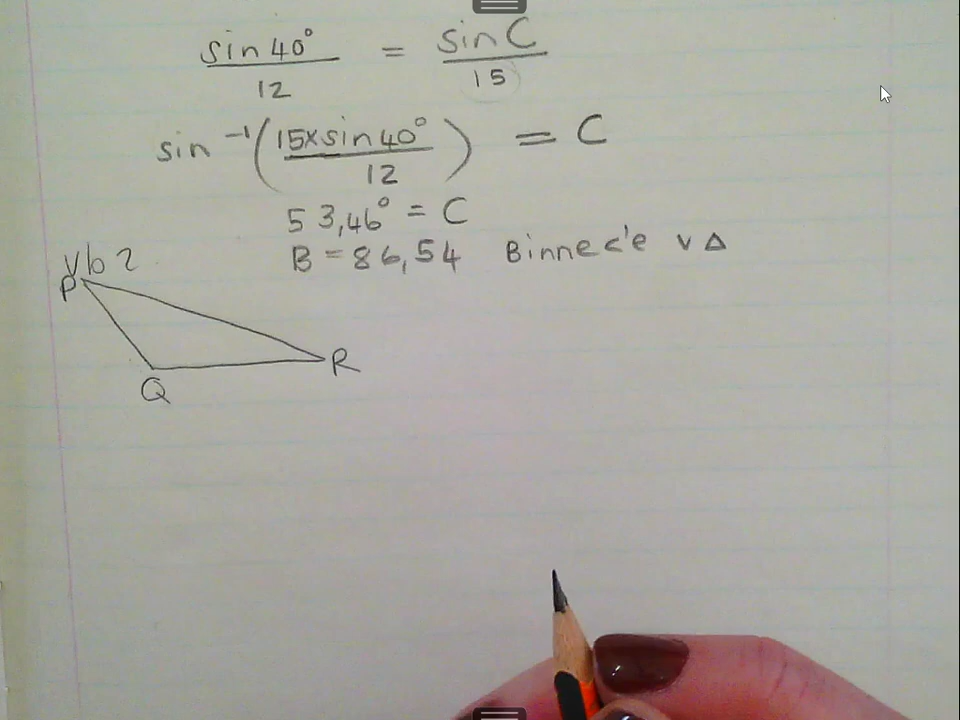 sin 40° / 12 = sin C / 15
sin⁻¹ (15×sin 40° / 12) = C
53,46° = C
B = 86,54 Binne ∠'e v Δ
Vb 2
P
R
Q